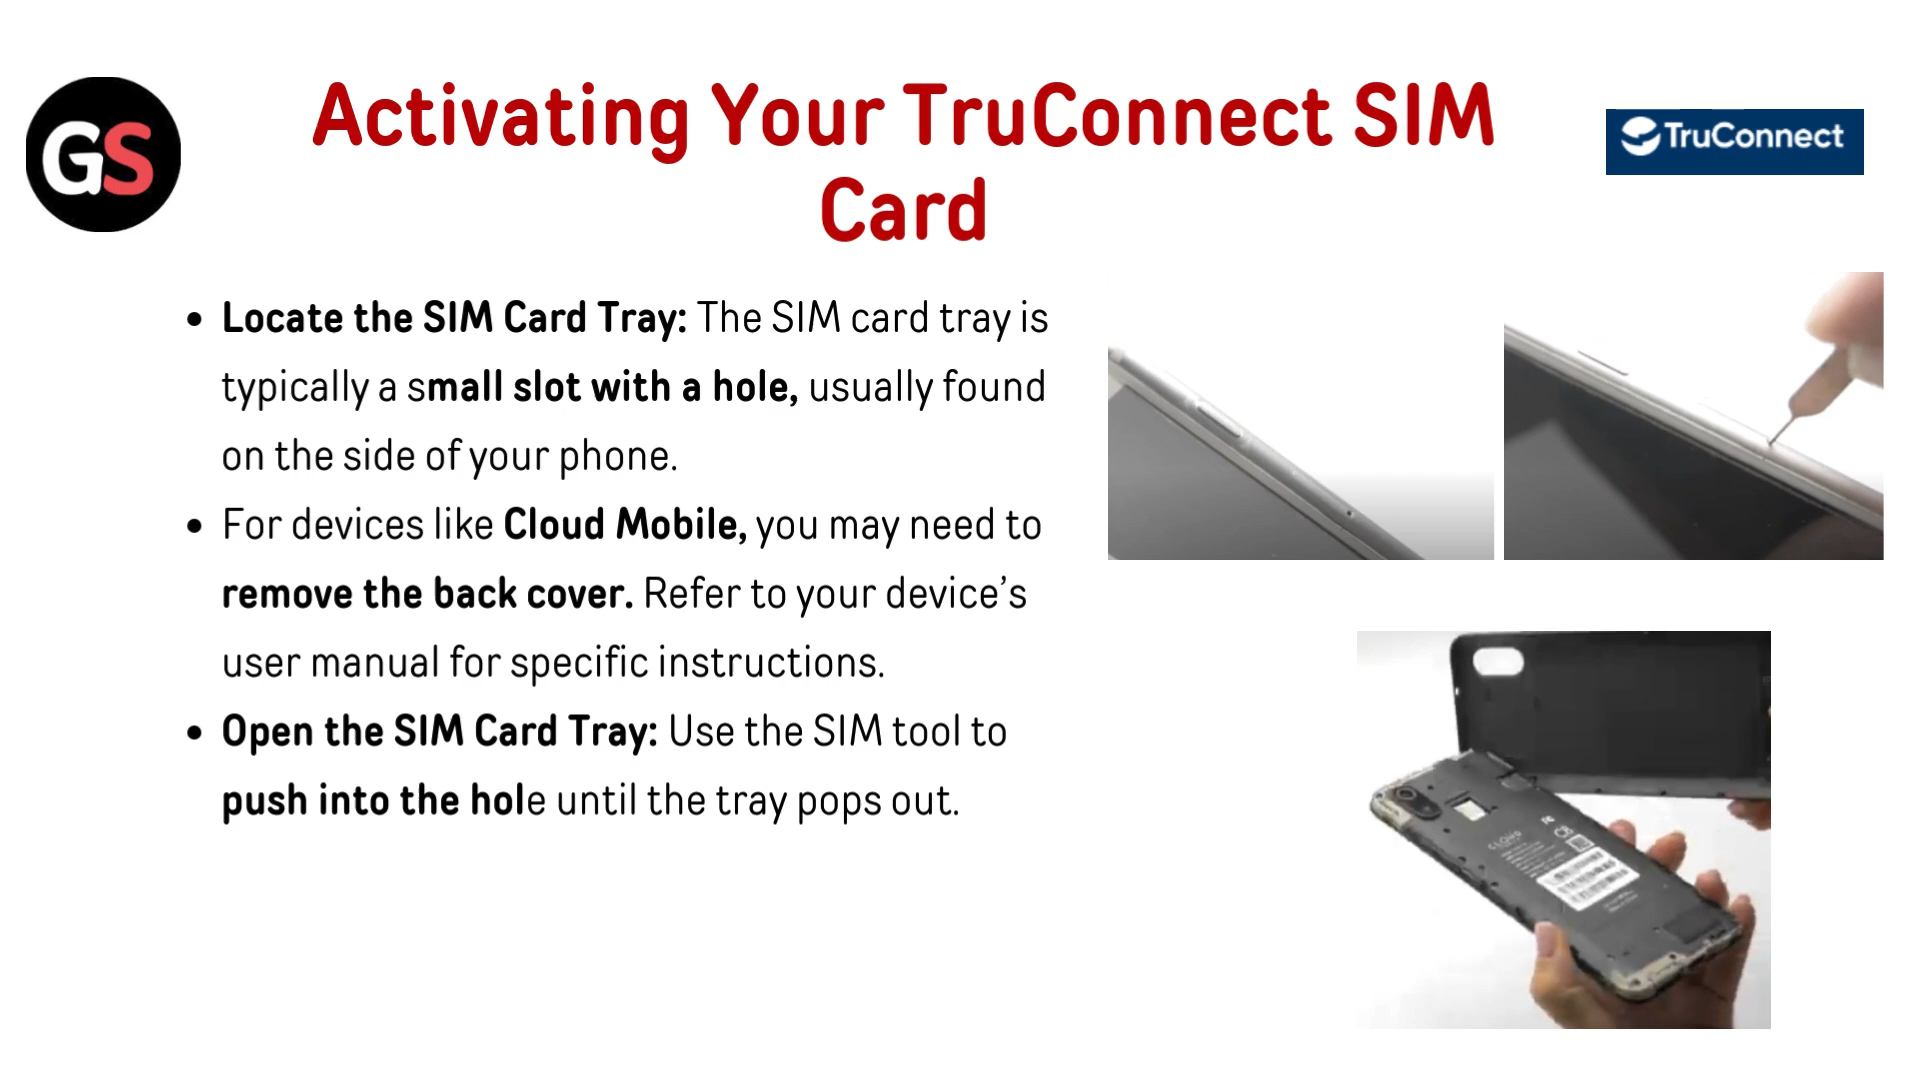 GS
Activating Your TruConnect SIM
Card
TruConnect
• Locate the SIM Card Tray: The SIM card tray is
typically a small slot with a hole, usually found
on the side of your phone.
• For devices like Cloud Mobile, you may need to
remove the back cover. Refer to your device’s
user manual for specific instructions.
• Open the SIM Card Tray: Use the SIM tool to
push into the hole until the tray pops out.
CLOUD